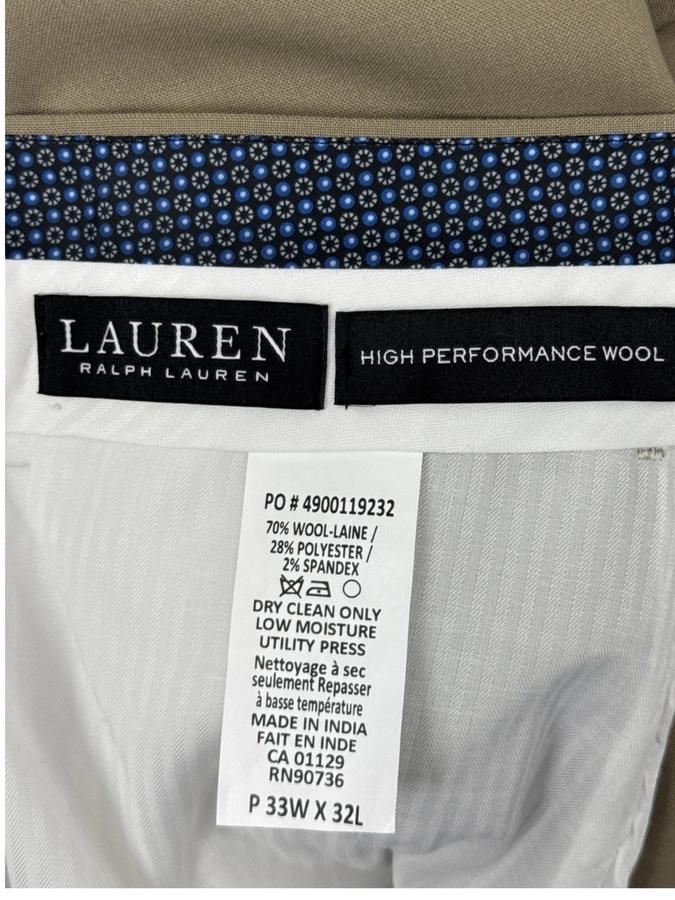 LAUREN
RALPH LAUREN
HIGH PERFORMANCE WOOL
PO # 4900119232
70% WOOL-LAINE /
28% POLYESTER /
2% SPANDEX
DRY CLEAN ONLY
LOW MOISTURE
UTILITY PRESS
Nettoyage à sec
seulement Repasser
à basse température
MADE IN INDIA
FAIT EN INDE
CA 01129
RN90736
P 33W X 32L